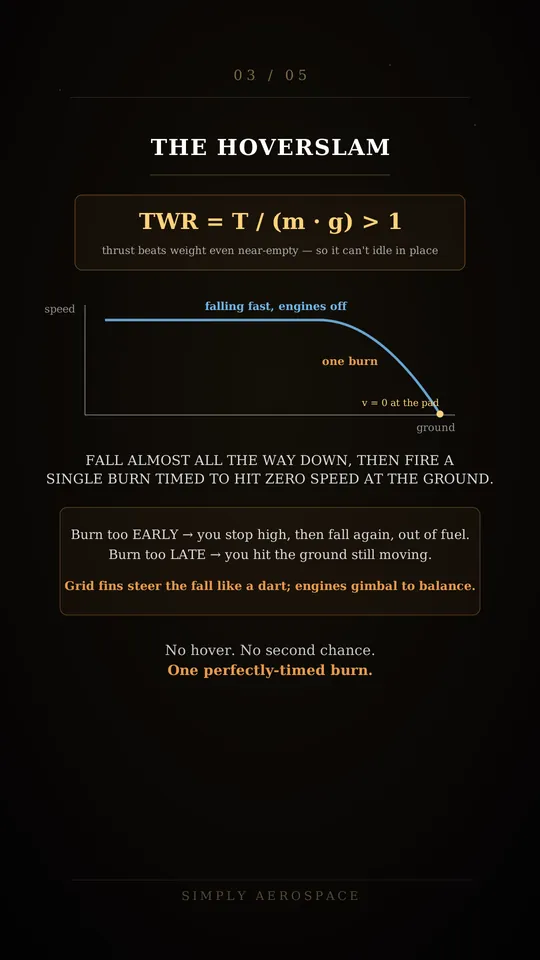 03 / 05
THE HOVERSLAM
TWR = T / (m · g) > 1
thrust beats weight even near-empty — so it can't idle in place
speed
falling fast, engines off
one burn
v = 0 at the pad
ground
FALL ALMOST ALL THE WAY DOWN, THEN FIRE A
SINGLE BURN TIMED TO HIT ZERO SPEED AT THE GROUND.
Burn too EARLY → you stop high, then fall again, out of fuel.
Burn too LATE → you hit the ground still moving.
Grid fins steer the fall like a dart; engines gimbal to balance.
No hover. No second chance.
One perfectly-timed burn.
SIMPLY AEROSPACE